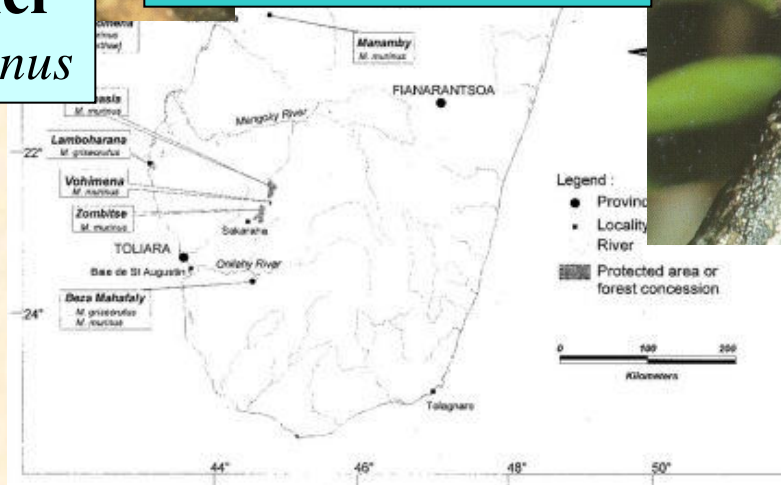 nus
Manamby
M. murinus
FIANARANTSOA
Mangoky River
M. murinus
22°
Lamboharana
M. griseorufus
Vohimena
M. murinus
Zombitse
M. murinus
Sakaraha
TOLIARA
Onilahy River
Baie de St Augustin
Beza Mahafaly
M. griseorufus
M. murinus
24°
Tolagnaro
Legend :
Locality
River
Protected area or
forest concession
0 100 200
Kilometers
44° 46° 48° 50°